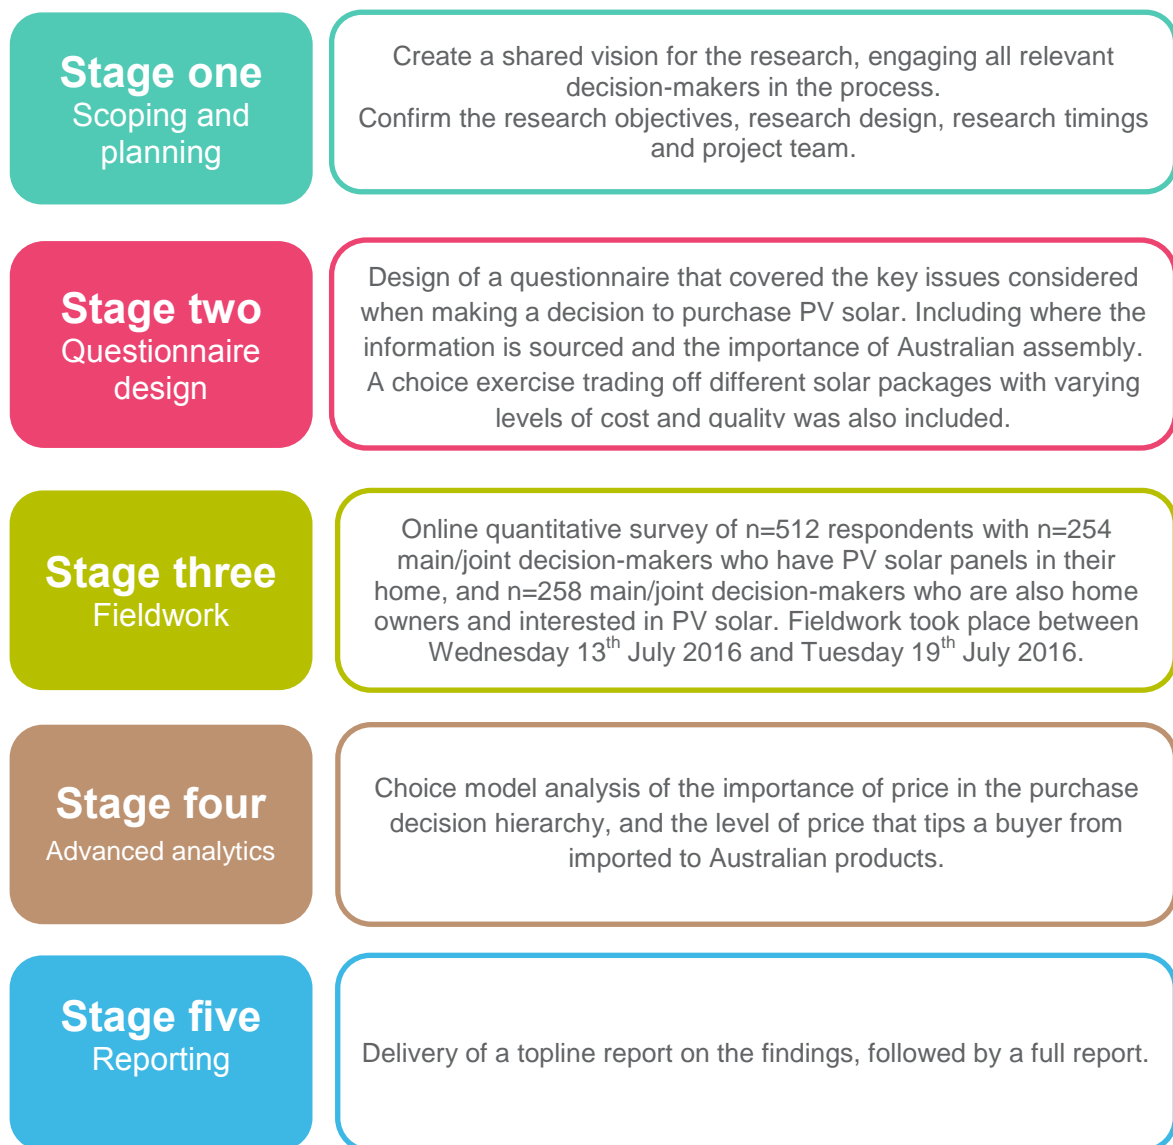 Stage one
Scoping and
planning
Create a shared vision for the research, engaging all relevant
decision-makers in the process.
Confirm the research objectives, research design, research timings
and project team.
Stage two
Questionnaire
design
Design of a questionnaire that covered the key issues considered
when making a decision to purchase PV solar. Including where the
information is sourced and the importance of Australian assembly.
A choice exercise trading off different solar packages with varying
levels of cost and quality was also included.
Stage three
Fieldwork
Online quantitative survey of n=512 respondents with n=254
main/joint decision-makers who have PV solar panels in their
home, and n=258 main/joint decision-makers who are also home
owners and interested in PV solar. Fieldwork took place between
Wednesday 13th July 2016 and Tuesday 19th July 2016.
Stage four
Advanced analytics
Choice model analysis of the importance of price in the purchase
decision hierarchy, and the level of price that tips a buyer from
imported to Australian products.
Stage five
Reporting
Delivery of a topline report on the findings, followed by a full report.